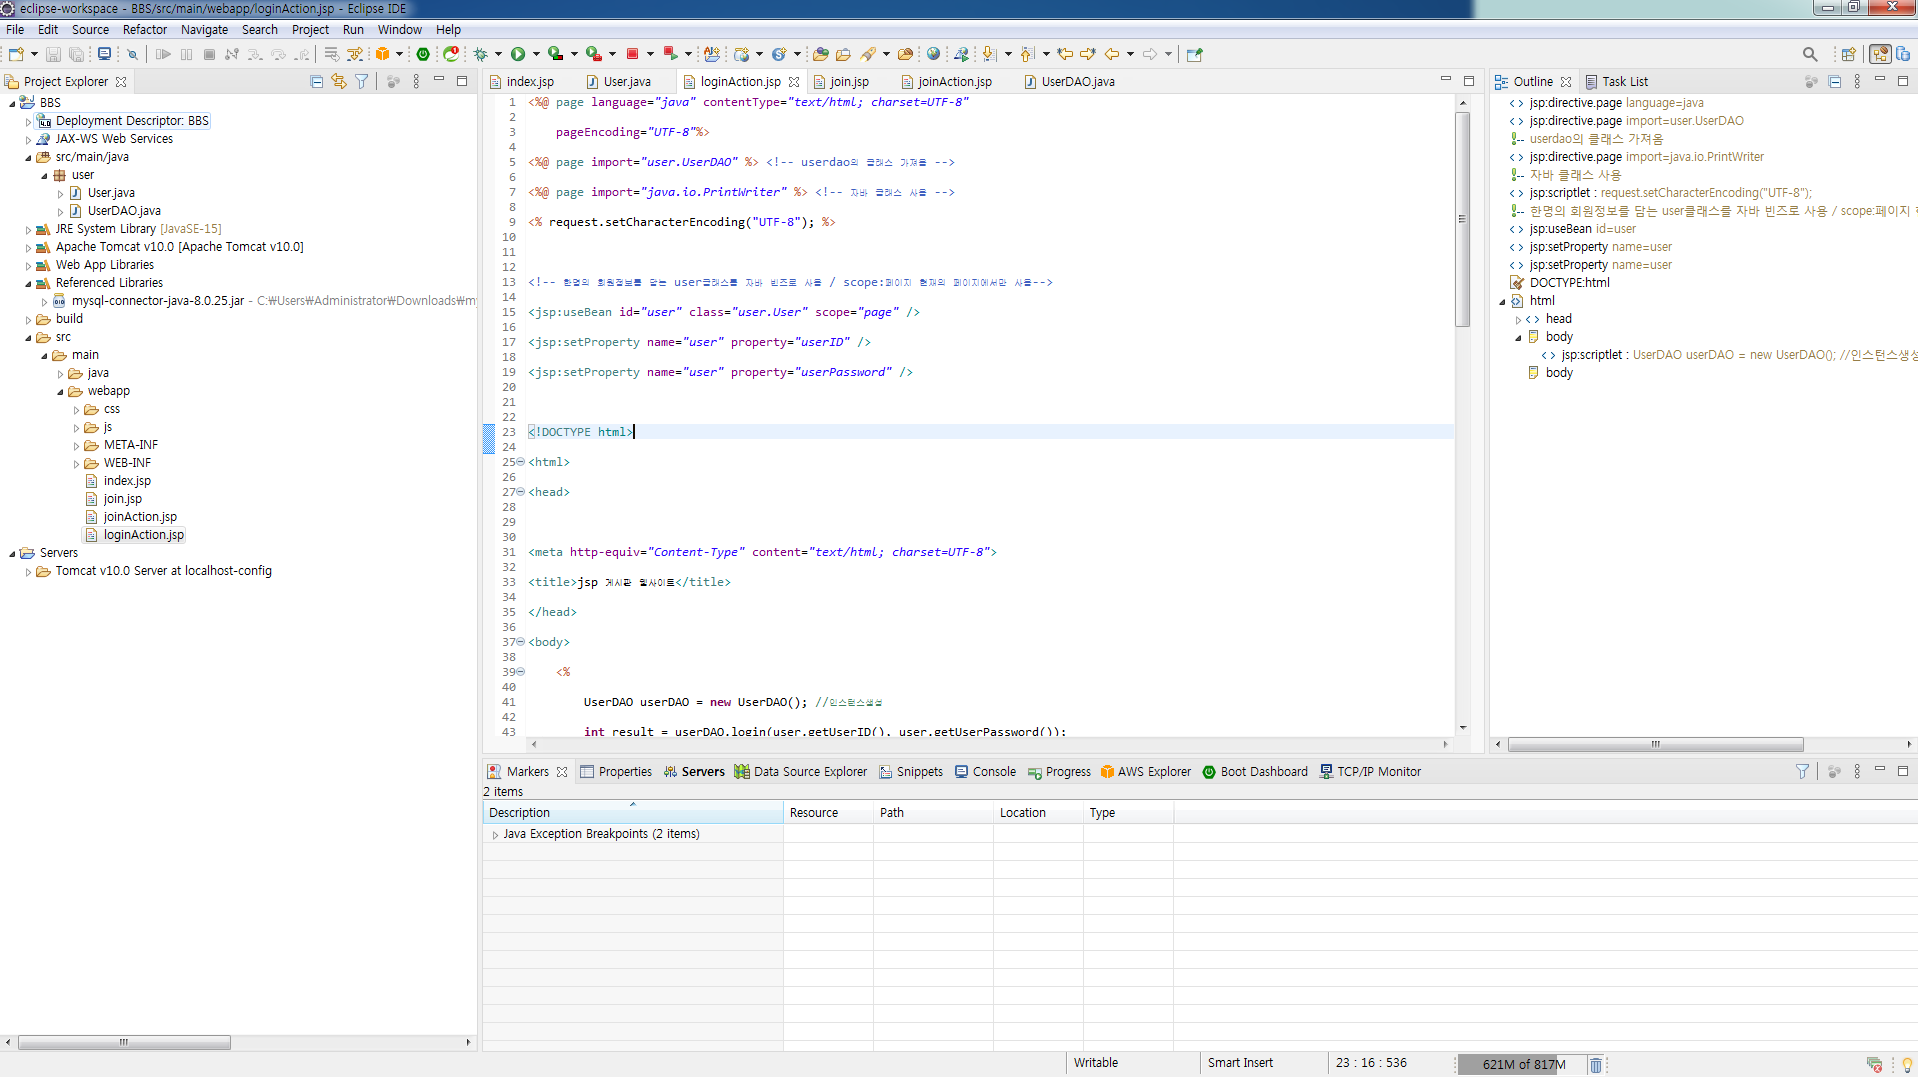 eclipse-workspace - BBS/src/main/webapp/loginAction.jsp - Eclipse IDE
File Edit Source Refactor Navigate Search Project Run Window Help
Project Explorer
BBS
Deployment Descriptor: BBS
JAX-WS Web Services
src/main/java
user
User.java
UserDAO.java
JRE System Library [JavaSE-15]
Apache Tomcat v10.0 [Apache Tomcat v10.0]
Web App Libraries
Referenced Libraries
mysql-connector-java-8.0.25.jar - C:₩Users₩Administrator₩Downloads₩my
build
src
main
java
webapp
css
js
META-INF
WEB-INF
index.jsp
join.jsp
joinAction.jsp
loginAction.jsp
Servers
Tomcat v10.0 Server at localhost-config
index.jsp User.java loginAction.jsp join.jsp joinAction.jsp UserDAO.java
1 <%@ page language="java" contentType="text/html; charset=UTF-8"
2
3 pageEncoding="UTF-8"%>
4
5 <%@ page import="user.UserDAO" %> <!-- userdao의 클래스 가져옴 -->
6
7 <%@ page import="java.io.PrintWriter" %> <!-- 자바 클래스 사용 -->
8
9 <% request.setCharacterEncoding("UTF-8"); %>
10
11
12
13 <!-- 한명의 회원정보를 담는 user클래스를 자바 빈즈로 사용 / scope:페이지 현재의 페이지에서만 사용-->
14
15 <jsp:useBean id="user" class="user.User" scope="page" />
16
17 <jsp:setProperty name="user" property="userID" />
18
19 <jsp:setProperty name="user" property="userPassword" />
20
21
22
23 <!DOCTYPE html>
24
25 <html>
26
27 <head>
28
29
30
31 <meta http-equiv="Content-Type" content="text/html; charset=UTF-8">
32
33 <title>jsp 게시판 웹사이트</title>
34
35 </head>
36
37 <body>
38
39 <%
40
41 UserDAO userDAO = new UserDAO(); //인스턴스생성
42
43 int result = userDAO.login(user.getUserID(), user.getUserPassword());
Outline Task List
jsp:directive.page language=java
jsp:directive.page import=user.UserDAO
userdao의 클래스 가져옴
jsp:directive.page import=java.io.PrintWriter
자바 클래스 사용
jsp:scriptlet : request.setCharacterEncoding("UTF-8");
한명의 회원정보를 담는 user클래스를 자바 빈즈로 사용 / scope:페이지
jsp:useBean id=user
jsp:setProperty name=user
jsp:setProperty name=user
DOCTYPE:html
html
head
body
jsp:scriptlet : UserDAO userDAO = new UserDAO(); //인스턴스생성
body
Markers Properties Servers Data Source Explorer Snippets Console Progress AWS Explorer Boot Dashboard TCP/IP Monitor
2 items
Description Resource Path Location Type
Java Exception Breakpoints (2 items)
Writable Smart Insert 23 : 16 : 536 621M of 817M